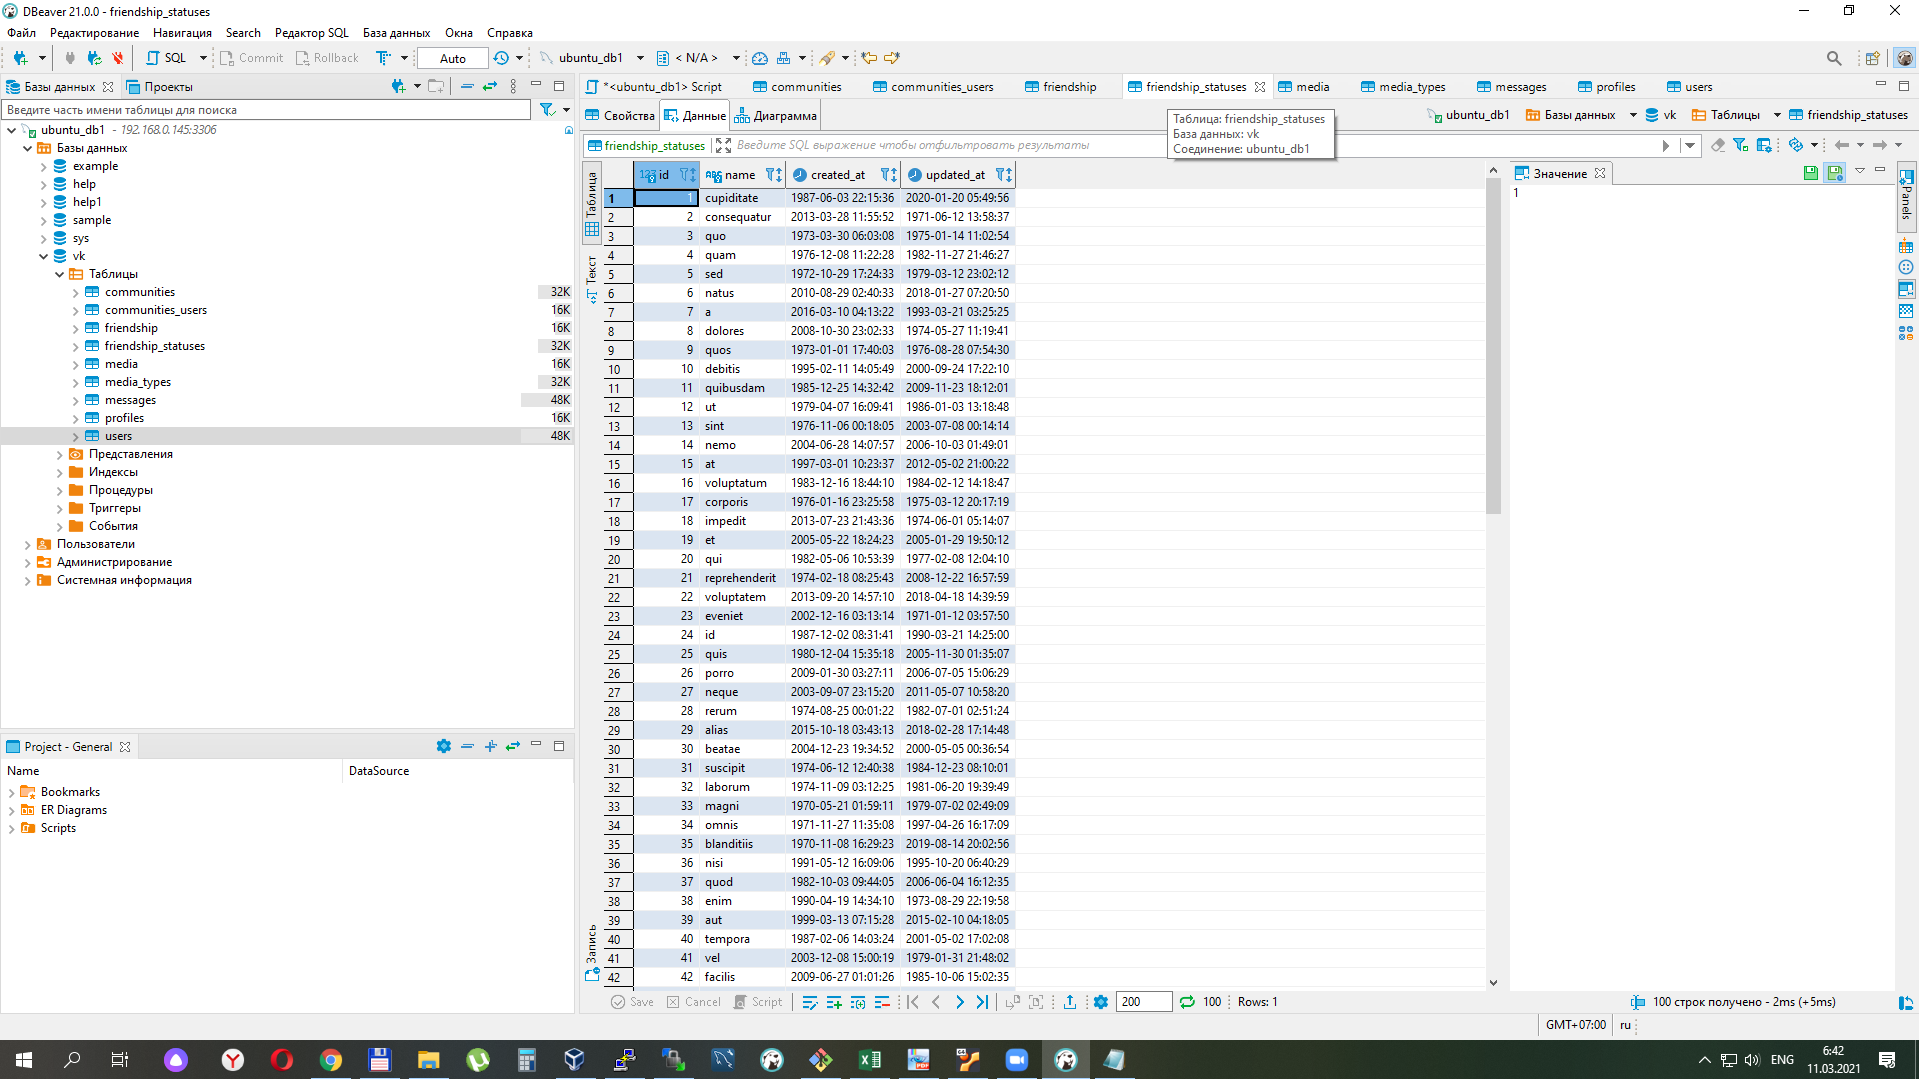 DBeaver 21.0.0 - friendship_statuses
Файл Редактирование Навигация Search Редактор SQL База данных Окна Справка
SQL Commit Rollback Auto ubuntu_db1 < N/A >
Базы данных Проекты
Введите часть имени таблицы для поиска
ubuntu_db1 - 192.168.0.145:3306
Базы данных
example
help
help1
sample
sys
vk
Таблицы
communities 32K
communities_users 16K
friendship 16K
friendship_statuses 32K
media 16K
media_types 32K
messages 48K
profiles 16K
users 48K
Представления
Индексы
Процедуры
Триггеры
События
Пользователи
Администрирование
Системная информация
Project - General
Name DataSource
Bookmarks
ER Diagrams
Scripts
*<ubuntu_db1> Script communities communities_users friendship friendship_statuses media media_types messages profiles users
Свойства Данные Диаграмма
ubuntu_db1 Базы данных vk Таблицы friendship_statuses
Таблица: friendship_statuses
База данных: vk
Соединение: ubuntu_db1
friendship_statuses Введите SQL выражение чтобы отфильтровать результаты
Таблица
Текст
Запись
123 id ABC name created_at updated_at
1 1 cupiditate 1987-06-03 22:15:36 2020-01-20 05:49:56
2 2 consequatur 2013-03-28 11:55:52 1971-06-12 13:58:37
3 3 quo 1973-03-30 06:03:08 1975-01-14 11:02:54
4 4 quam 1976-12-08 11:22:28 1982-11-27 21:46:27
5 5 sed 1972-10-29 17:24:33 1979-03-12 23:02:12
6 6 natus 2010-08-29 02:40:33 2018-01-27 07:20:50
7 7 a 2016-03-10 04:13:22 1993-03-21 03:25:25
8 8 dolores 2008-10-30 23:02:33 1974-05-27 11:19:41
9 9 quos 1973-01-01 17:40:03 1976-08-28 07:54:30
10 10 debitis 1995-02-11 14:05:49 2000-09-24 17:22:10
11 11 quibusdam 1985-12-25 14:32:42 2009-11-23 18:12:01
12 12 ut 1979-04-07 16:09:41 1986-01-03 13:18:48
13 13 sint 1976-11-06 00:18:05 2003-07-08 00:14:14
14 14 nemo 2004-06-28 14:07:57 2006-10-03 01:49:01
15 15 at 1997-03-01 10:23:37 2012-05-02 21:00:22
16 16 voluptatum 1983-12-16 18:44:10 1984-02-12 14:18:47
17 17 corporis 1976-01-16 23:25:58 1975-03-12 20:17:19
18 18 impedit 2013-07-23 21:43:36 1974-06-01 05:14:07
19 19 et 2005-05-22 18:24:23 2005-01-29 19:50:12
20 20 qui 1982-05-06 10:53:39 1977-02-08 12:04:10
21 21 reprehenderit 1974-02-18 08:25:43 2008-12-22 16:57:59
22 22 voluptatem 2013-09-20 14:57:10 2018-04-18 14:39:59
23 23 eveniet 2002-12-16 03:13:14 1971-01-12 03:57:50
24 24 id 1987-12-02 08:31:41 1990-03-21 14:25:00
25 25 quis 1980-12-04 15:35:18 2005-11-30 01:35:07
26 26 porro 2009-01-30 03:27:11 2006-07-05 15:06:29
27 27 neque 2003-09-07 23:15:20 2011-05-07 10:58:20
28 28 rerum 1974-08-25 00:01:22 1982-07-01 02:51:24
29 29 alias 2015-10-18 03:43:13 2018-02-28 17:14:48
30 30 beatae 2004-12-23 19:34:52 2000-05-05 00:36:54
31 31 suscipit 1974-06-12 12:40:38 1984-12-23 08:10:01
32 32 laborum 1974-11-09 03:12:25 1981-06-20 19:39:49
33 33 magni 1970-05-21 01:59:11 1979-07-02 02:49:09
34 34 omnis 1971-11-27 11:35:08 1997-04-26 16:17:09
35 35 blanditiis 1970-11-08 16:29:23 2019-08-14 20:02:56
36 36 nisi 1991-05-12 16:09:06 1995-10-20 06:40:29
37 37 quod 1982-10-03 09:44:05 2006-06-04 16:12:35
38 38 enim 1990-04-19 14:34:10 1973-08-29 22:19:58
39 39 aut 1999-03-13 07:15:28 2015-02-10 04:18:05
40 40 tempora 1987-02-06 14:03:24 2001-05-02 17:02:08
41 41 vel 2003-12-08 15:00:19 1979-01-31 21:48:02
42 42 facilis 2009-06-27 01:01:26 1985-10-06 15:02:35
Значение
1
Panels
Save Cancel Script 200 100 Rows: 1
100 строк получено - 2ms (+5ms)
GMT+07:00 ru
ENG
6:42
11.03.2021